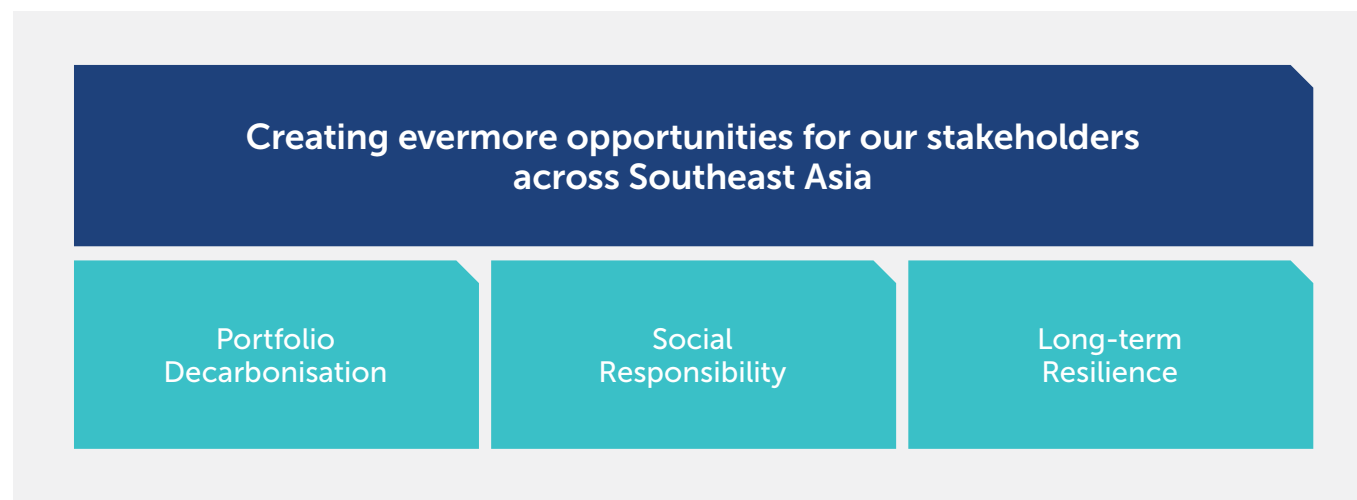 Creating evermore opportunities for our stakeholders
across Southeast Asia
Portfolio
Decarbonisation
Social
Responsibility
Long-term
Resilience